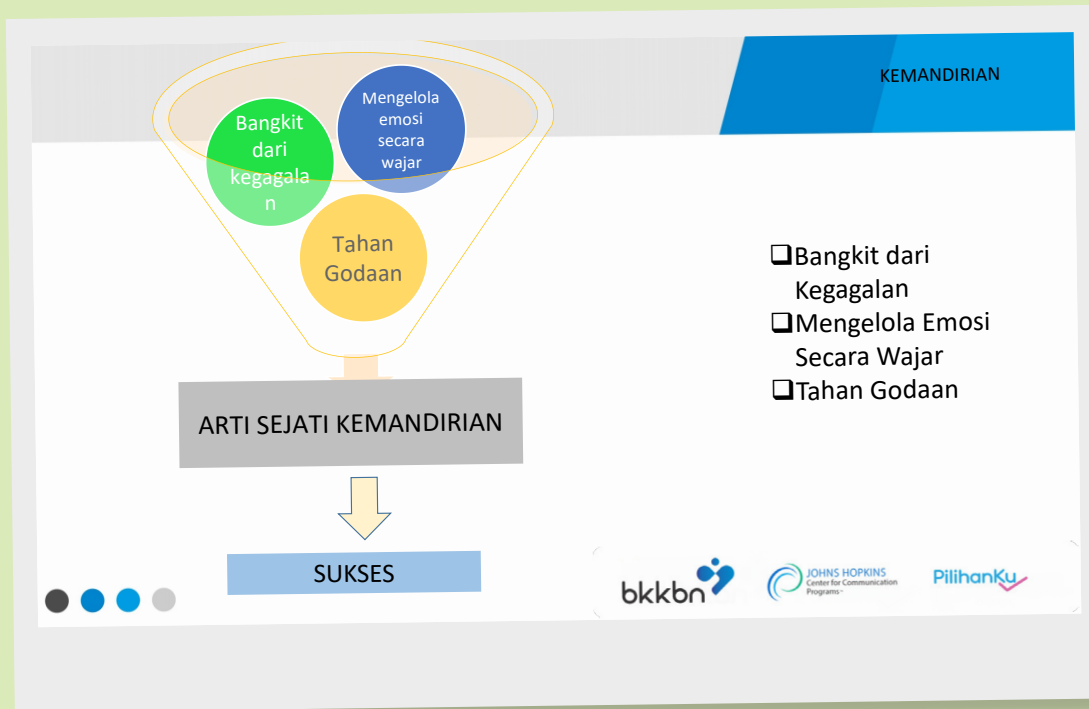 KEMANDIRIAN
Bangkit
dari
kegagala
n
Mengelola
emosi
secara
wajar
Tahan
Godaan
ARTI SEJATI KEMANDIRIAN
SUKSES
❑Bangkit dari
Kegagalan
❑Mengelola Emosi
Secara Wajar
❑Tahan Godaan
bkkbn
JOHNS HOPKINS
Center for Communication
Programs
PilihanKu